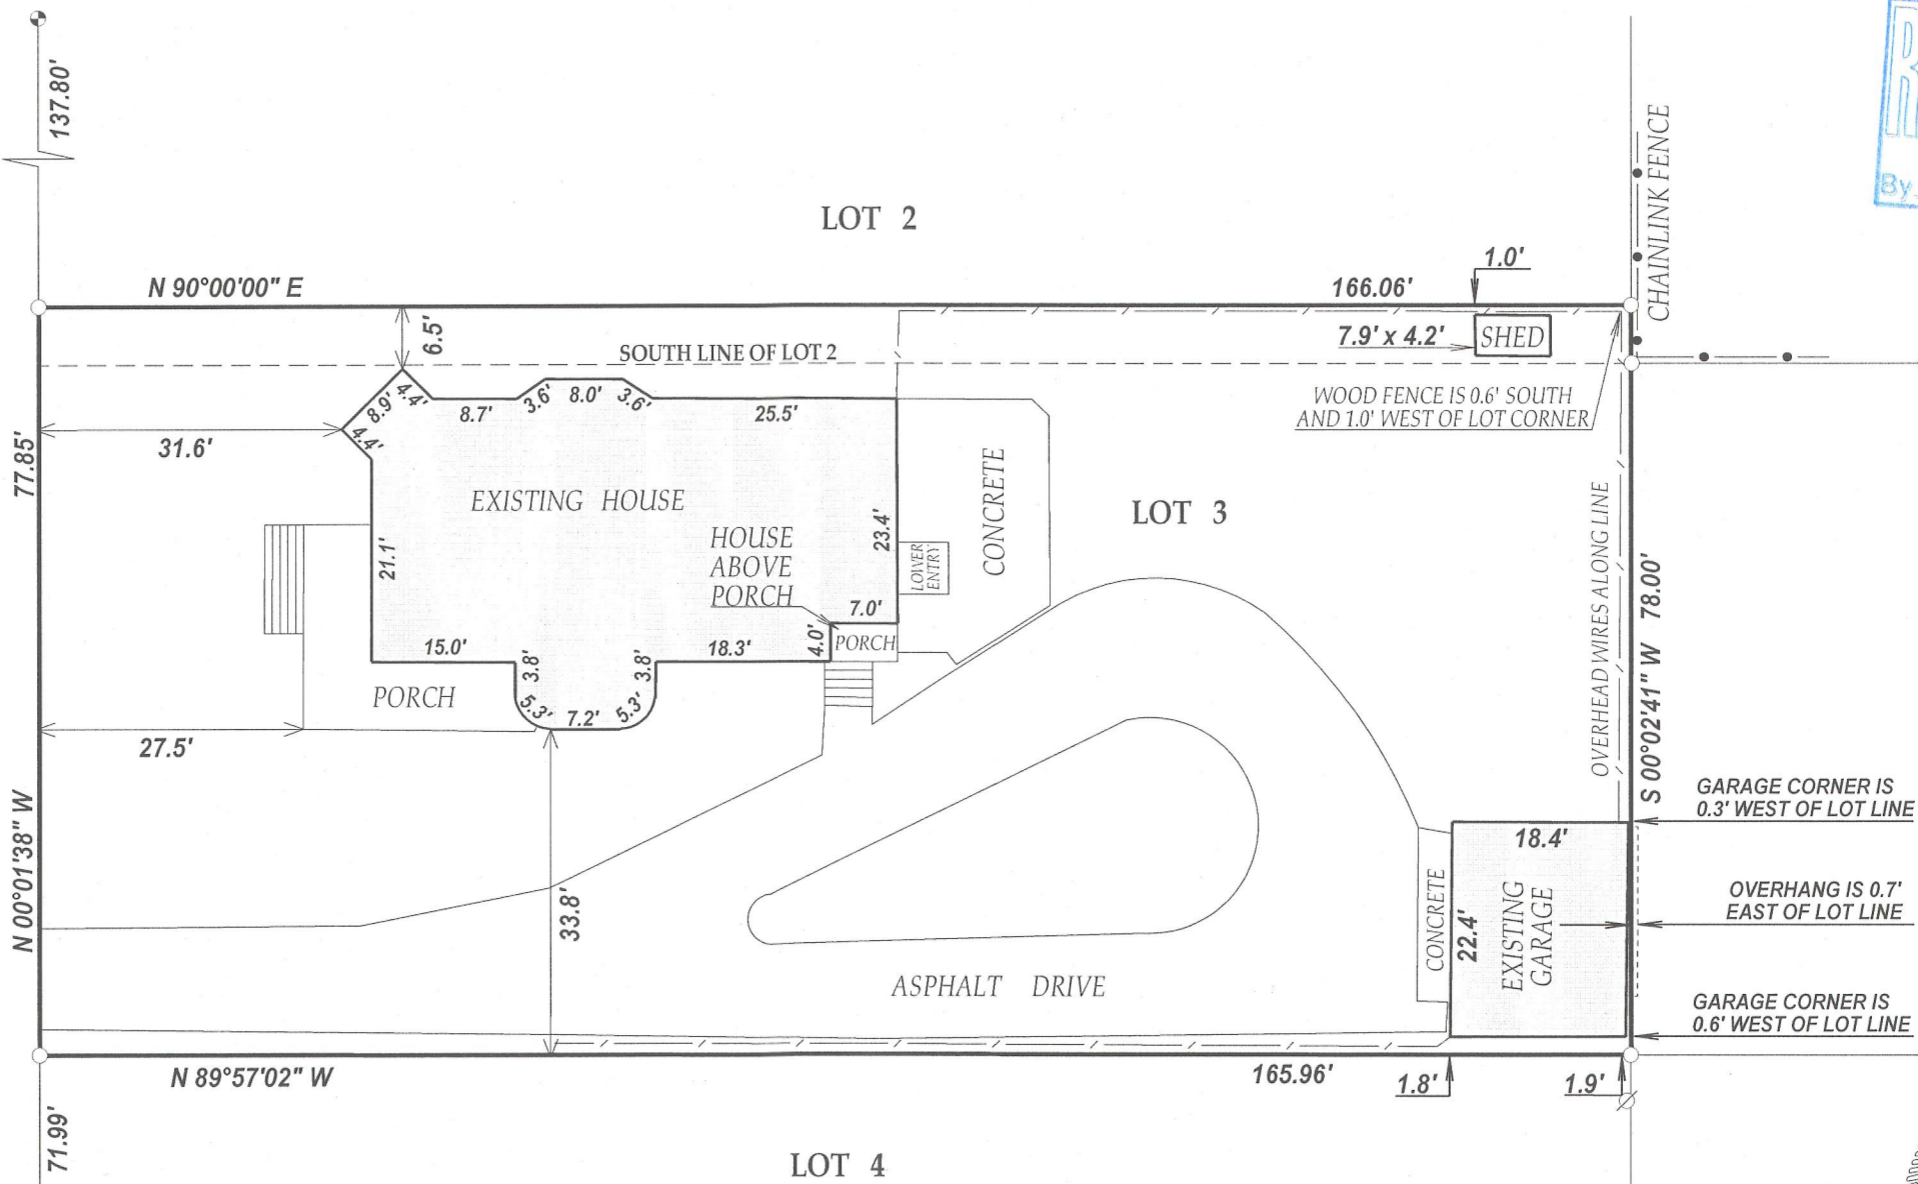 137.80'
By
CHAINLINK FENCE
LOT 2
1.0'
N 90°00'00" E
166.06'
6.5'
SOUTH LINE OF LOT 2
7.9' x 4.2'
SHED
WOOD FENCE IS 0.6' SOUTH
AND 1.0' WEST OF LOT CORNER
8.9'
4.4'
8.7'
3.6'
8.0'
3.6'
25.5'
4.4'
31.6'
77.85'
EXISTING HOUSE
CONCRETE
LOT 3
HOUSE
ABOVE
PORCH
23.4'
LOWER
ENTRY
21.1'
OVERHEAD WIRES ALONG LINE
S 00°02'41" W 78.00'
7.0'
4.0'
PORCH
15.0'
18.3'
3.8'
3.8'
PORCH
5.3'
7.2'
5.3'
27.5'
GARAGE CORNER IS
0.3' WEST OF LOT LINE
N 00°01'38" W
18.4'
33.8'
CONCRETE
22.4'
EXISTING
GARAGE
OVERHANG IS 0.7'
EAST OF LOT LINE
ASPHALT DRIVE
GARAGE CORNER IS
0.6' WEST OF LOT LINE
N 89°57'02" W
165.96'
1.8'
1.9'
71.99'
LOT 4